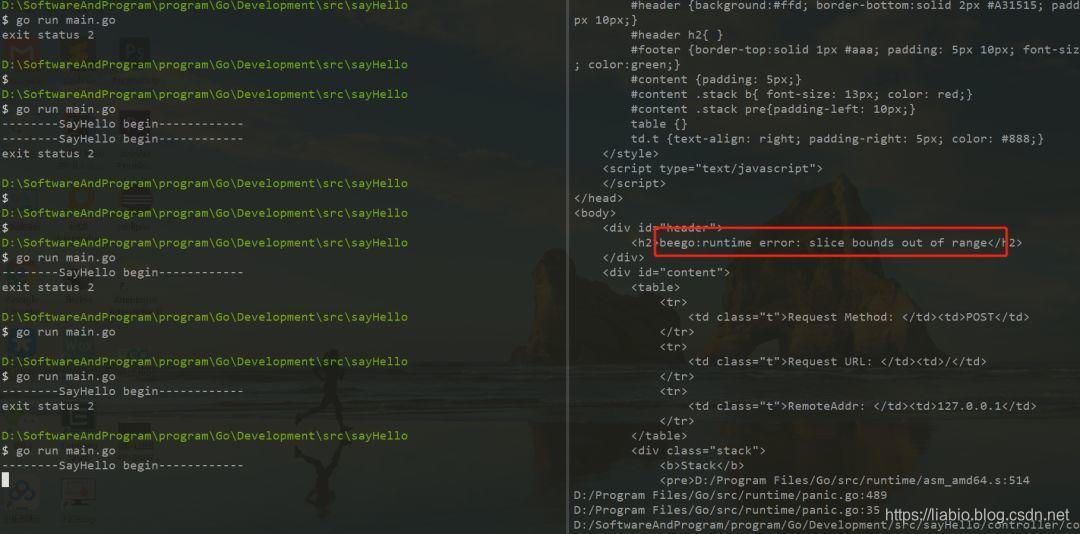 D:\SoftwareAndProgram\program\Go\Development\src\sayHello
$ go run main.go
exit status 2
D:\SoftwareAndProgram\program\Go\Development\src\sayHello
$
D:\SoftwareAndProgram\program\Go\Development\src\sayHello
$ go run main.go
--------SayHello begin------------
--------SayHello begin------------
exit status 2
D:\SoftwareAndProgram\program\Go\Development\src\sayHello
$
D:\SoftwareAndProgram\program\Go\Development\src\sayHello
$
D:\SoftwareAndProgram\program\Go\Development\src\sayHello
$ go run main.go
--------SayHello begin------------
exit status 2
D:\SoftwareAndProgram\program\Go\Development\src\sayHello
$ go run main.go
D:\SoftwareAndProgram\program\Go\Development\src\sayHello
$ go run main.go
--------SayHello begin------------
exit status 2
D:\SoftwareAndProgram\program\Go\Development\src\sayHello
$ go run main.go
--------SayHello begin------------
#header {background:#ffd; border-bottom:solid 2px #A31515; padd
px 10px;}
#header h2{ }
#footer {border-top:solid 1px #aaa; padding: 5px 10px; font-siz
; color:green;}
#content {padding: 5px;}
#content .stack b{ font-size: 13px; color: red;}
#content .stack pre{padding-left: 10px;}
table {}
td.t {text-align: right; padding-right: 5px; color: #888;}
</style>
<script type="text/javascript">
</script>
</head>
<body>
<div id="header">
<h2>beego:runtime error: slice bounds out of range</h2>
</div>
<div id="content">
<table>
<tr>
<td class="t">Request Method: </td><td>POST</td>
</tr>
<tr>
<td class="t">Request URL: </td><td>/</td>
</tr>
<tr>
<td class="t">RemoteAddr: </td><td>127.0.0.1</td>
</tr>
</table>
<div class="stack">
<b>Stack</b>
<pre>D:/Program Files/Go/src/runtime/asm_amd64.s:514
D:/Program Files/Go/src/runtime/panic.go:489
D:/Program Files/Go/src/runtime/panic.go:35
D:/SoftwareAndProgram/program/Go/Development/src/sayHello/controller/co
https://liabio.blog.csdn.net